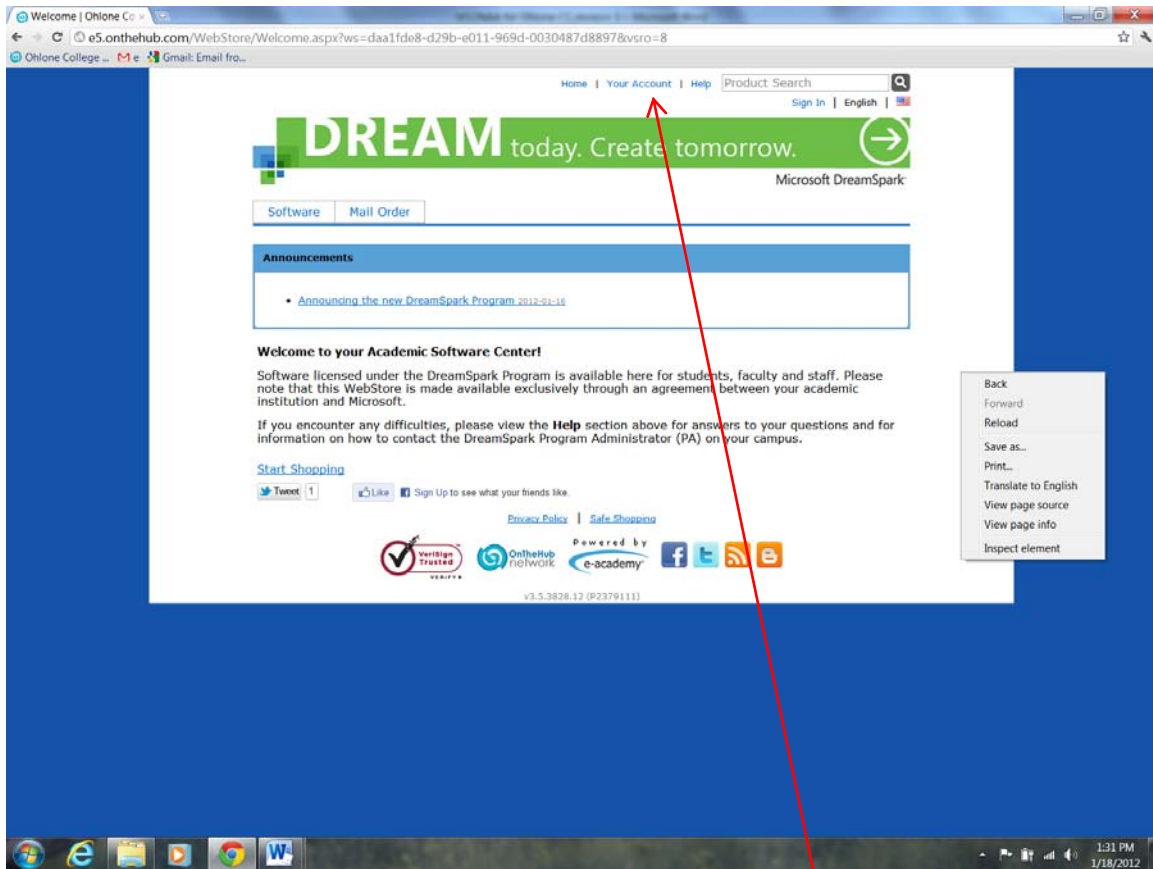 Welcome | Ohlone Co
e5.onthehub.com/WebStore/Welcome.aspx?ws=daa1fde8-d29b-e011-969d-0030487d8897&vsro=8
Ohlone College ... M e Gmail: Email fro...
Home | Your Account | Help Product Search
Sign In | English |
DREAM today. Create tomorrow.
Microsoft DreamSpark
Software Mail Order
Announcements
• Announcing the new DreamSpark Program 2012-01-16
Welcome to your Academic Software Center!
Software licensed under the DreamSpark Program is available here for students, faculty and staff. Please
note that this WebStore is made available exclusively through an agreement between your academic
institution and Microsoft.
If you encounter any difficulties, please view the Help section above for answers to your questions and for
information on how to contact the DreamSpark Program Administrator (PA) on your campus.
Start Shopping
Tweet 1 Like Sign Up to see what your friends like.
Privacy Policy | Safe Shopping
VeriSign
Trusted
VERIFY
OnTheHub
network
Powered by
e-academy
v3.5.3828.12 (P2379111)
Back
Forward
Reload
Save as...
Print...
Translate to English
View page source
View page info
Inspect element
1:31 PM
1/18/2012